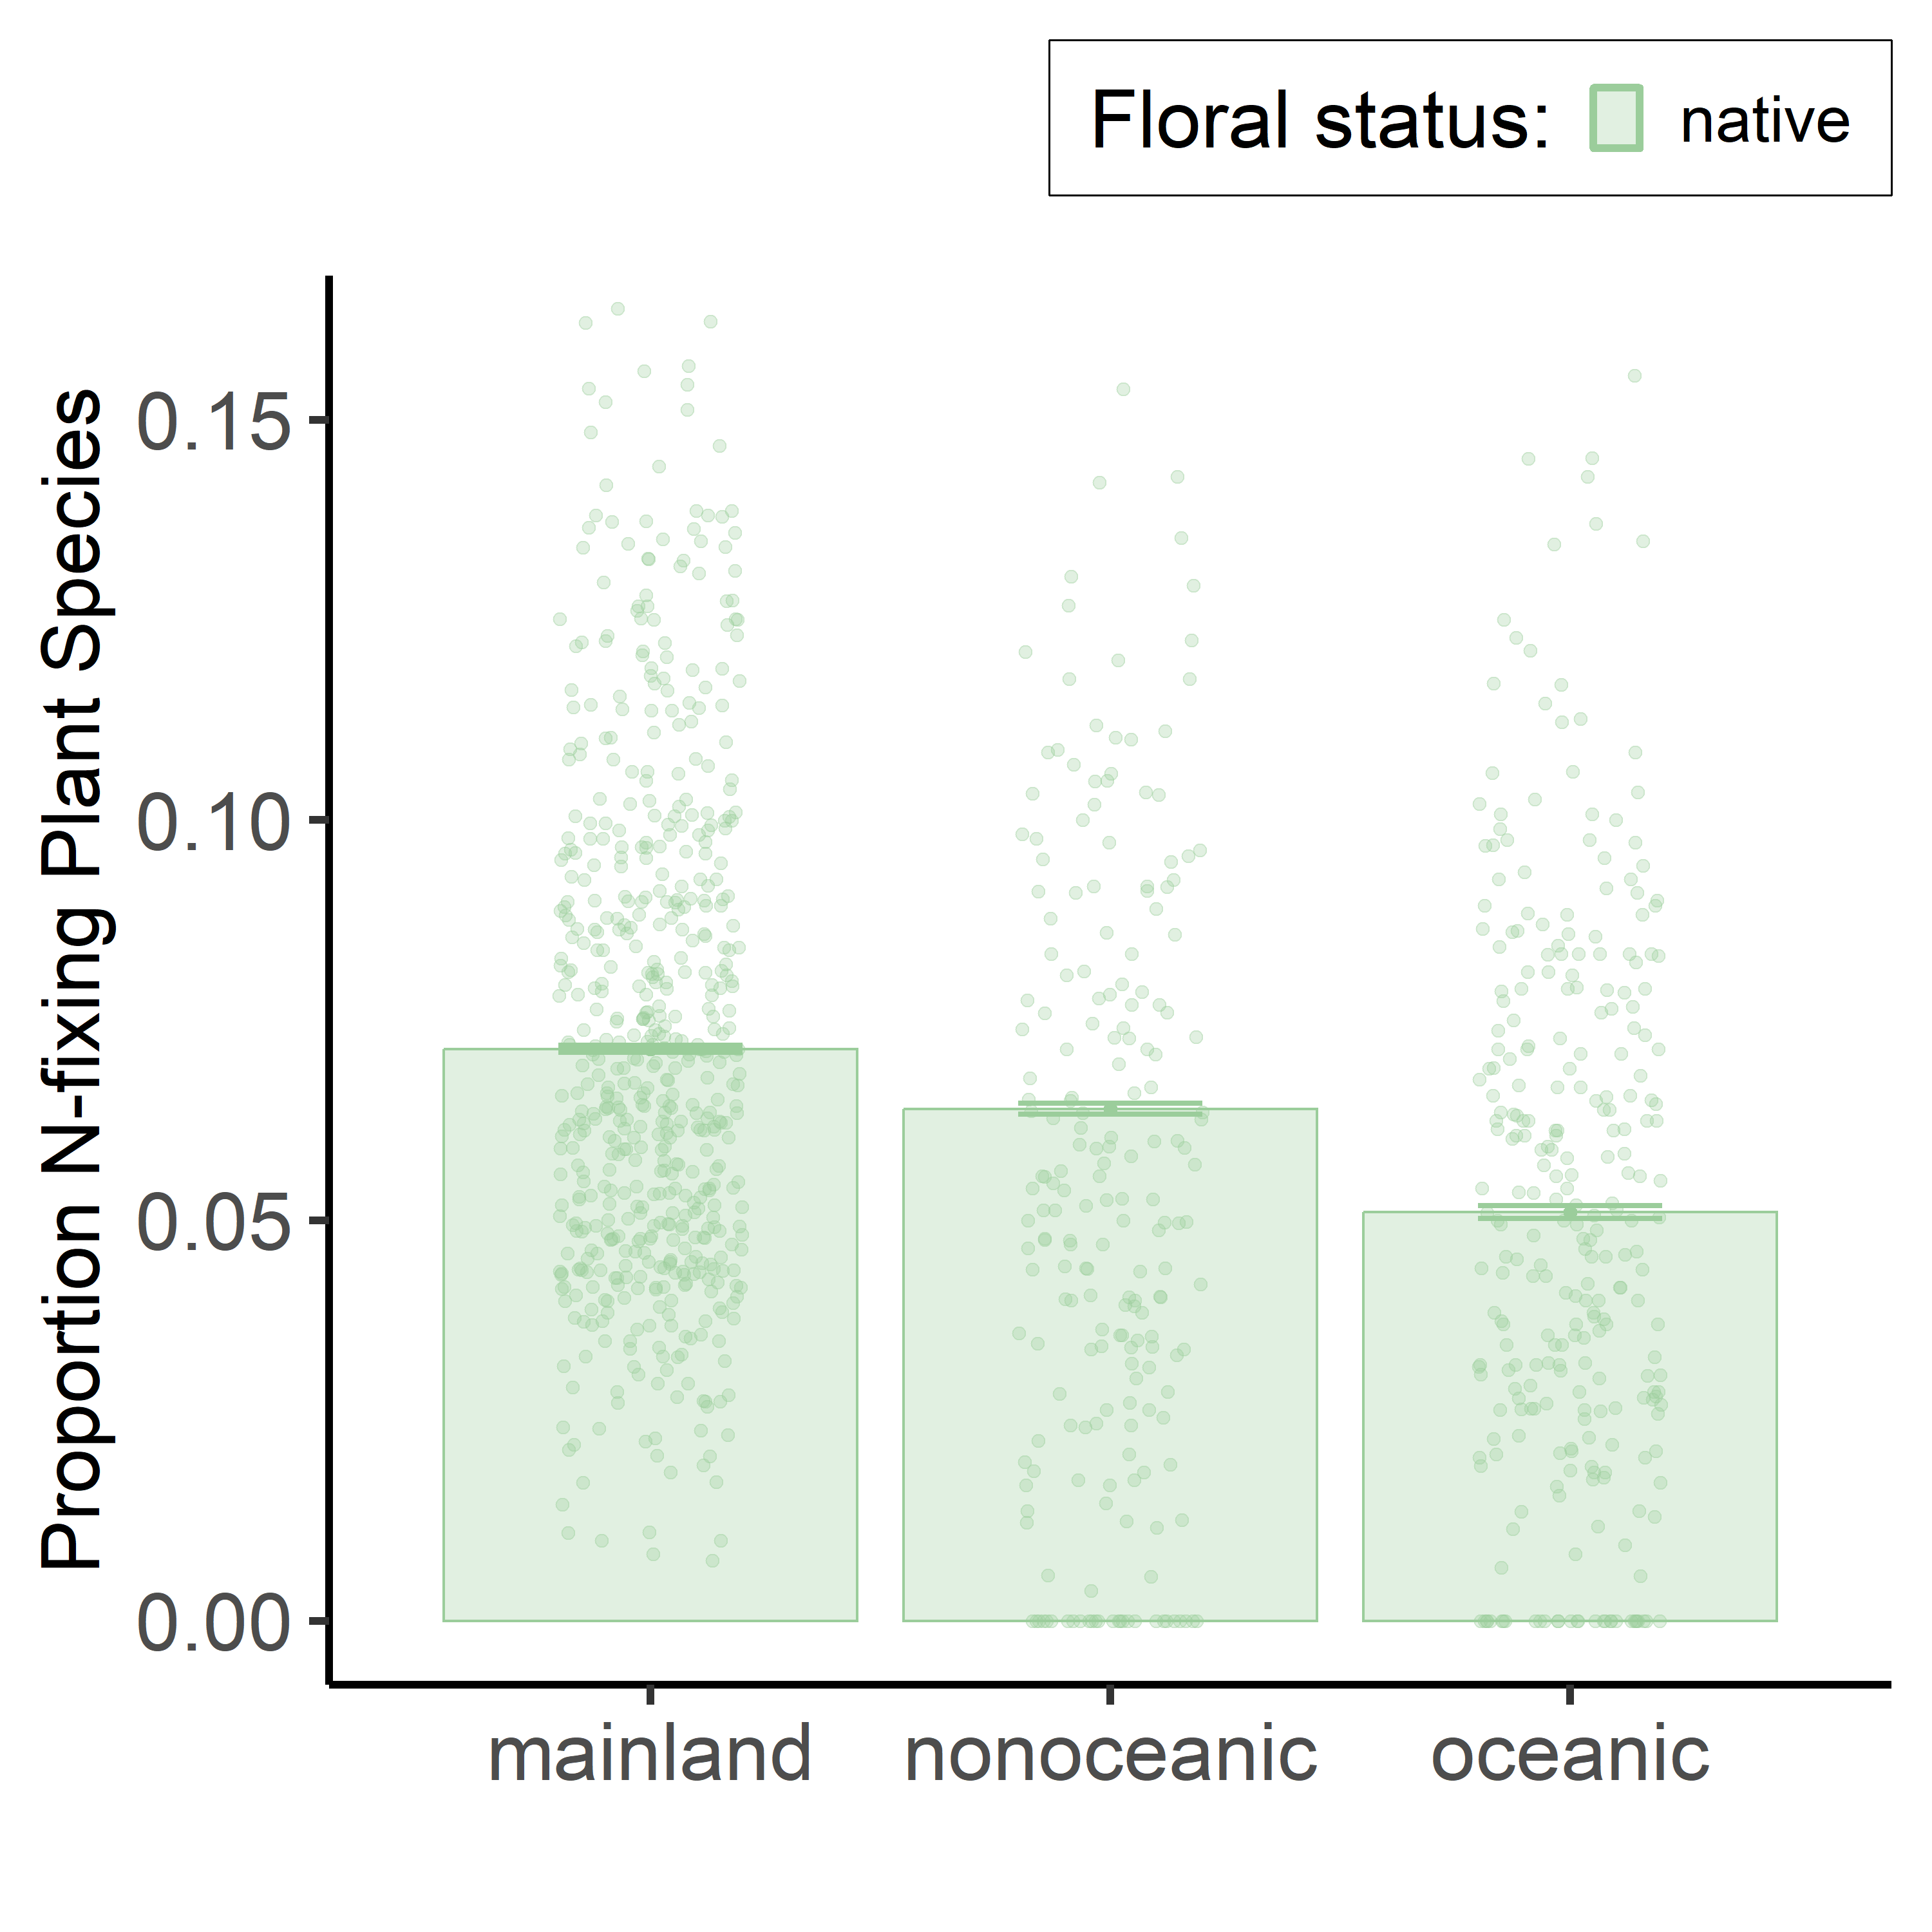 Floral status: native
Proportion N-fixing Plant Species
0.15
0.10
0.05
0.00
mainland nonoceanic oceanic